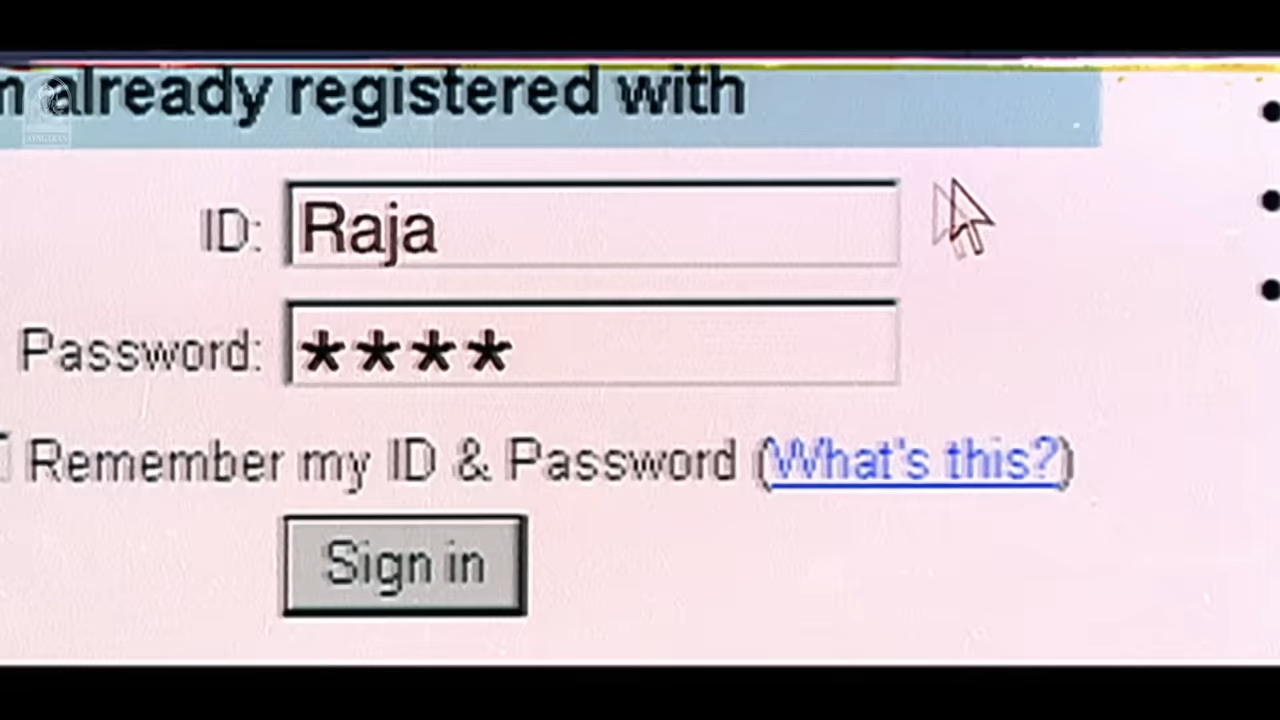 already registered with
ID: Raja
Password: ****
Remember my ID & Password (What's this?)
Sign in